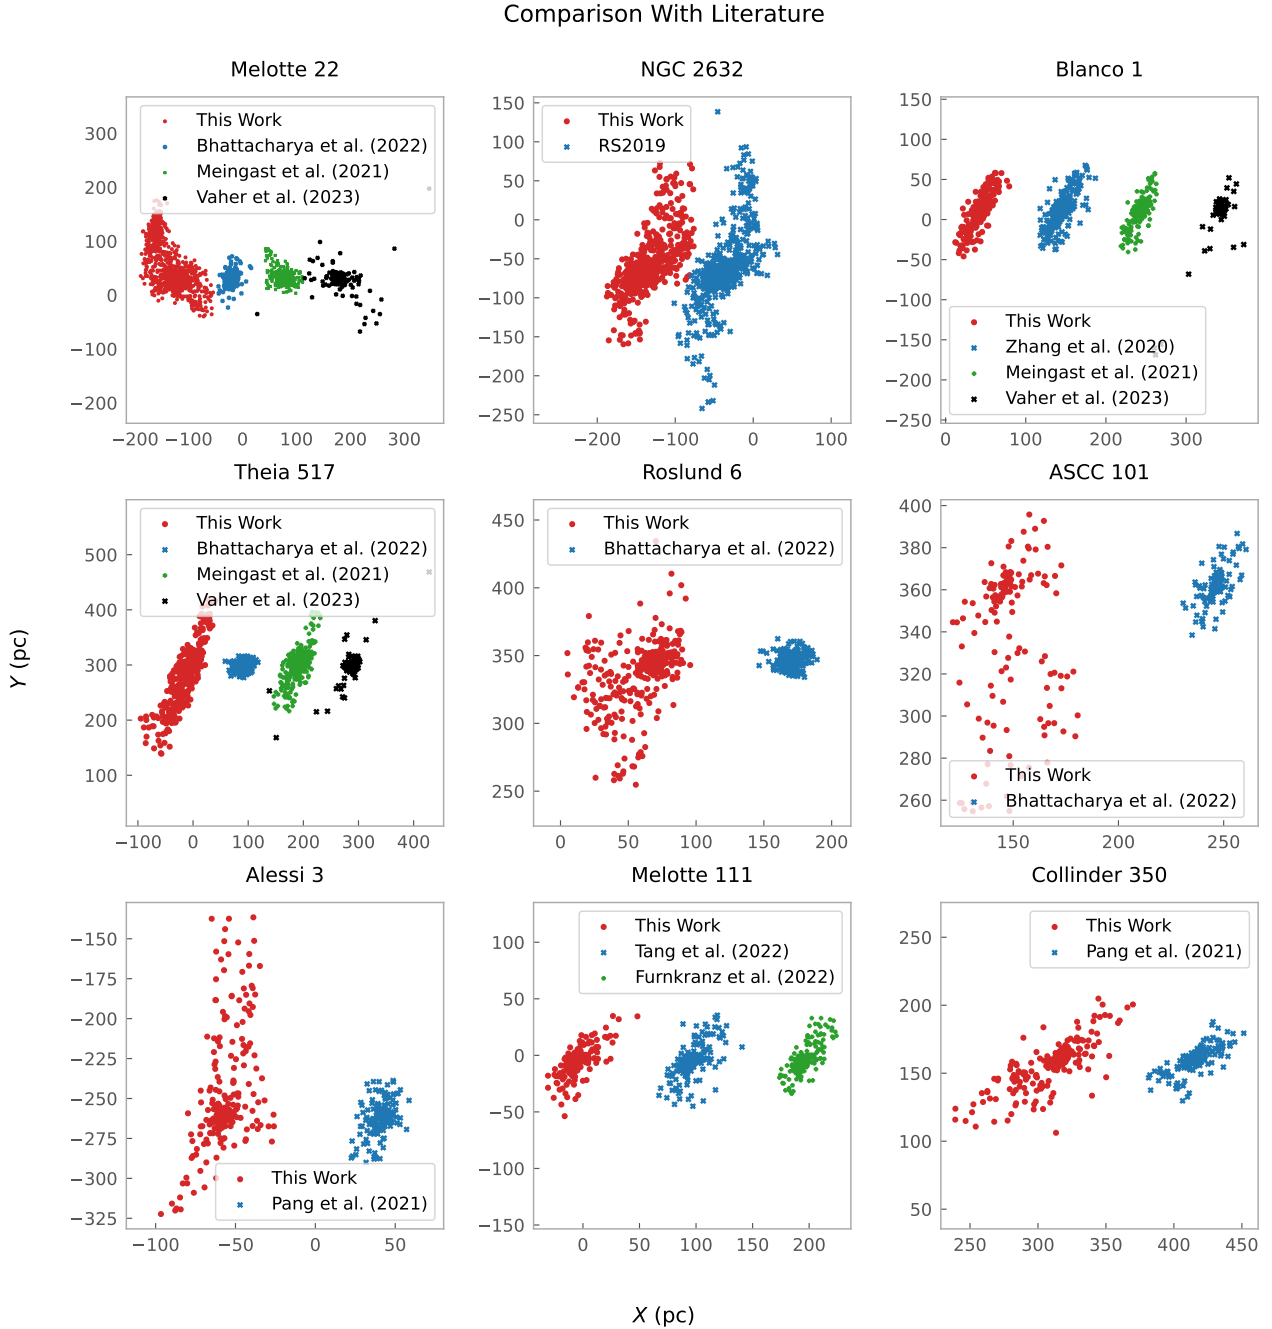 Comparison With Literature
Melotte 22
This Work
Bhattacharya et al. (2022)
Meingast et al. (2021)
Vaher et al. (2023)
300
200
100
0
−100
−200
−200 −100 0 100 200 300
NGC 2632
This Work
RS2019
150
100
50
0
−50
−100
−150
−200
−250
−200 −100 0 100
Blanco 1
150
100
50
0
−50
−100
−150
−200
−250
This Work
Zhang et al. (2020)
Meingast et al. (2021)
Vaher et al. (2023)
0 100 200 300
Theia 517
This Work
Bhattacharya et al. (2022)
Meingast et al. (2021)
Vaher et al. (2023)
500
400
300
200
100
−100 0 100 200 300 400
Roslund 6
This Work
Bhattacharya et al. (2022)
450
400
350
300
250
0 50 100 150 200
ASCC 101
400
380
360
340
320
300
280
260
This Work
Bhattacharya et al. (2022)
150 200 250
Y (pc)
Alessi 3
−150
−175
−200
−225
−250
−275
−300
−325
This Work
Pang et al. (2021)
−100 −50 0 50
Melotte 111
This Work
Tang et al. (2022)
Furnkranz et al. (2022)
100
50
0
−50
−100
−150
0 100 200
Collinder 350
This Work
Pang et al. (2021)
250
200
150
100
50
250 300 350 400 450
X (pc)